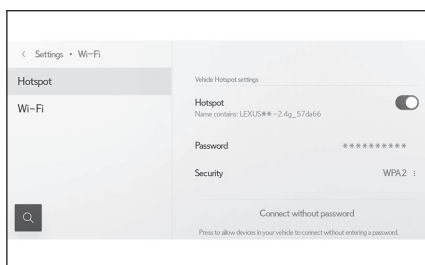 < Settings • Wi-Fi
Hotspot
Wi-Fi
Vehicle Hotspot settings
Hotspot
Name contains: LEXUS✱✱-2.4g_57da66
Password
**********
Security
WPA2 :
Connect without password
Press to allow devices in your vehicle to connect without entering a password.